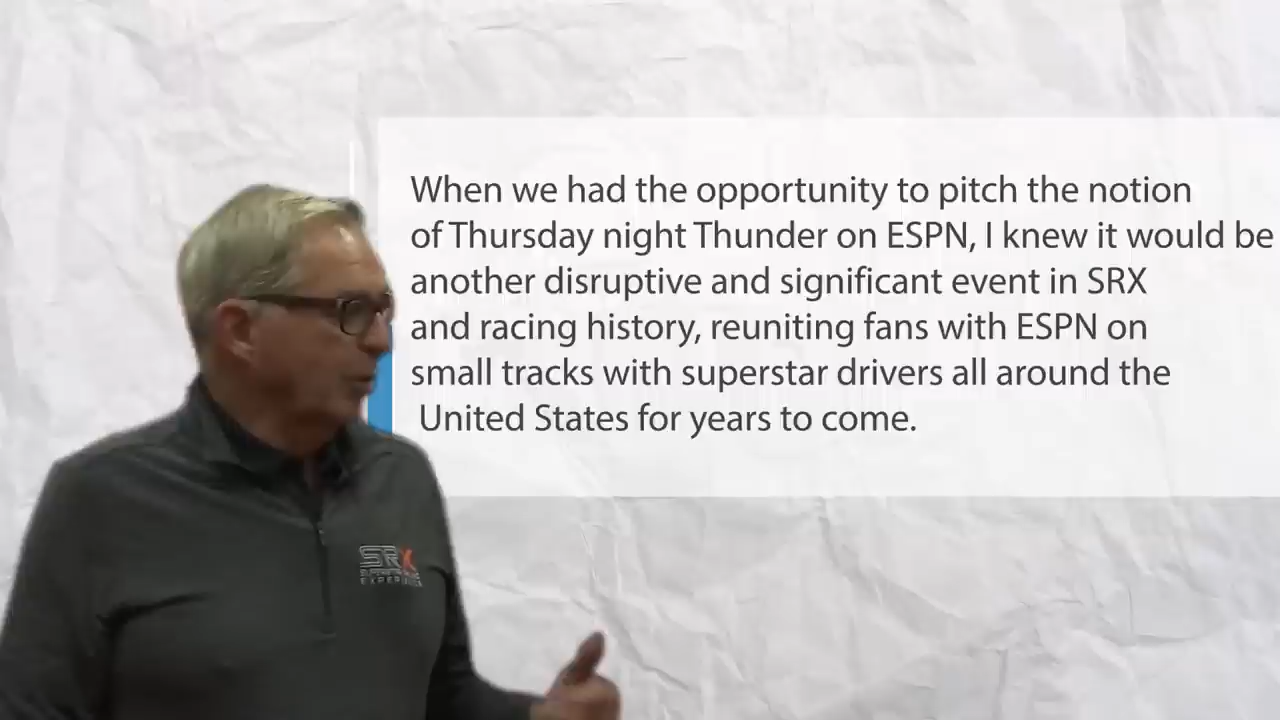 When we had the opportunity to pitch the notion
of Thursday night Thunder on ESPN, I knew it would be
another disruptive and significant event in SRX
and racing history, reuniting fans with ESPN on
small tracks with superstar drivers all around the
United States for years to come.
SRX